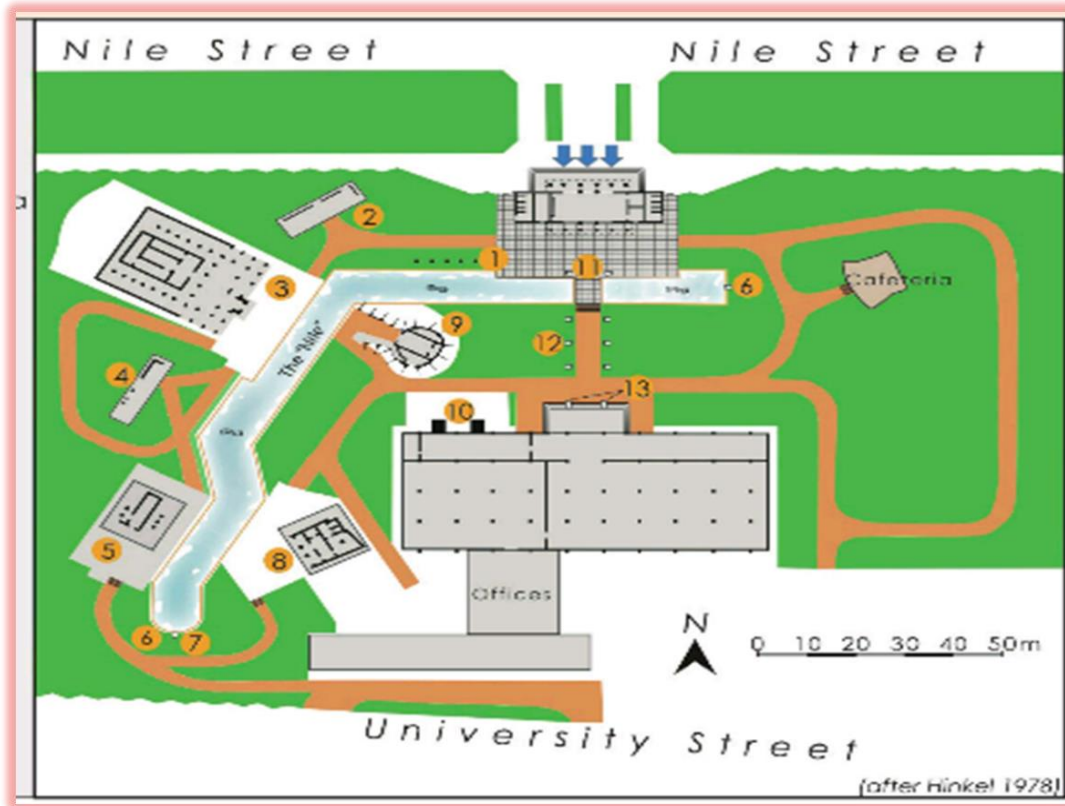 Nile Street
Nile Street
a
2
1
11
3
6
Cafeteria
The "Nile"
9
12
4
13
10
5
8
Offices
6
7
N
0 10 20 30 40 50m
University Street
(after Hinkel 1978)